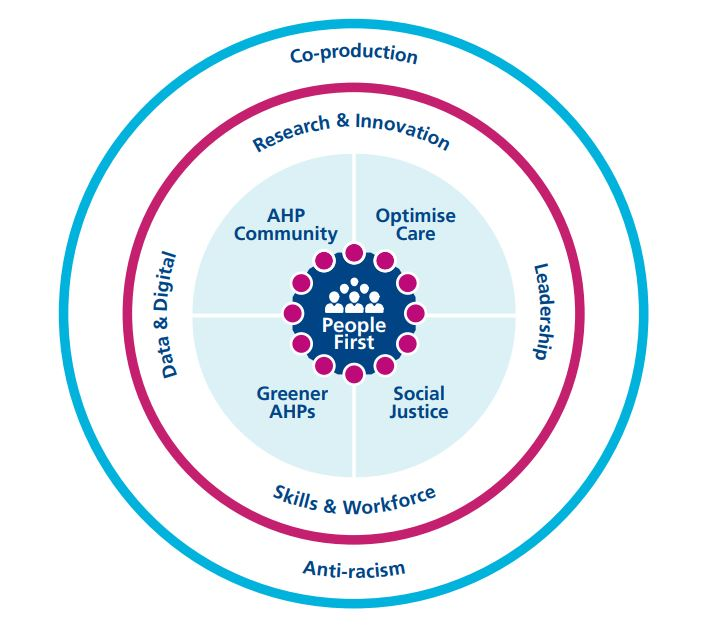 Co-production
Research & Innovation
AHP
Community
Optimise
Care
Data & Digital
Leadership
People
First
Greener
AHPs
Social
Justice
Skills & Workforce
Anti-racism